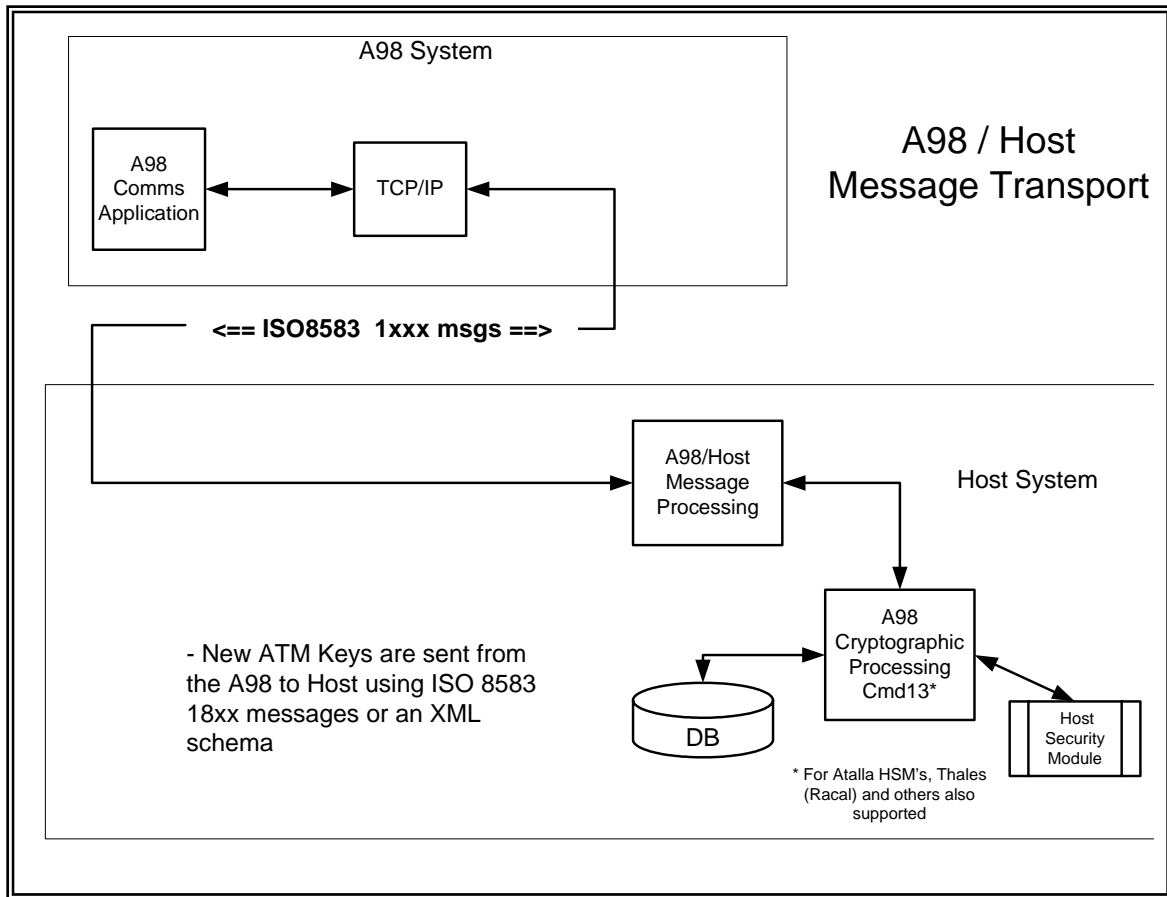 A98 System
A98 / Host
Message Transport
A98
Comms
Application
TCP/IP
<== ISO8583  1xxx msgs ==>
A98/Host
Message
Processing
Host System
- New ATM Keys are sent from
the A98 to Host using ISO 8583
18xx messages or an XML
schema
A98
Cryptographic
Processing
Cmd13*
DB
Host
Security
Module
* For Atalla HSM's, Thales
(Racal) and others also
supported